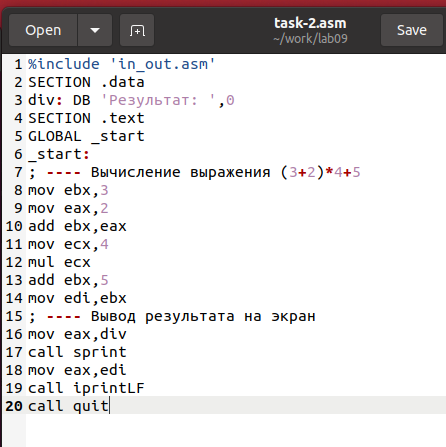 Open
task-2.asm
~/work/lab09
Save
1 %include 'in_out.asm'
2 SECTION .data
3 div: DB 'Результат: ',0
4 SECTION .text
5 GLOBAL _start
6 _start:
7 ; ---- Вычисление выражения (3+2)*4+5
8 mov ebx,3
9 mov eax,2
10 add ebx,eax
11 mov ecx,4
12 mul ecx
13 add ebx,5
14 mov edi,ebx
15 ; ---- Вывод результата на экран
16 mov eax,div
17 call sprint
18 mov eax,edi
19 call iprintLF
20 call quit